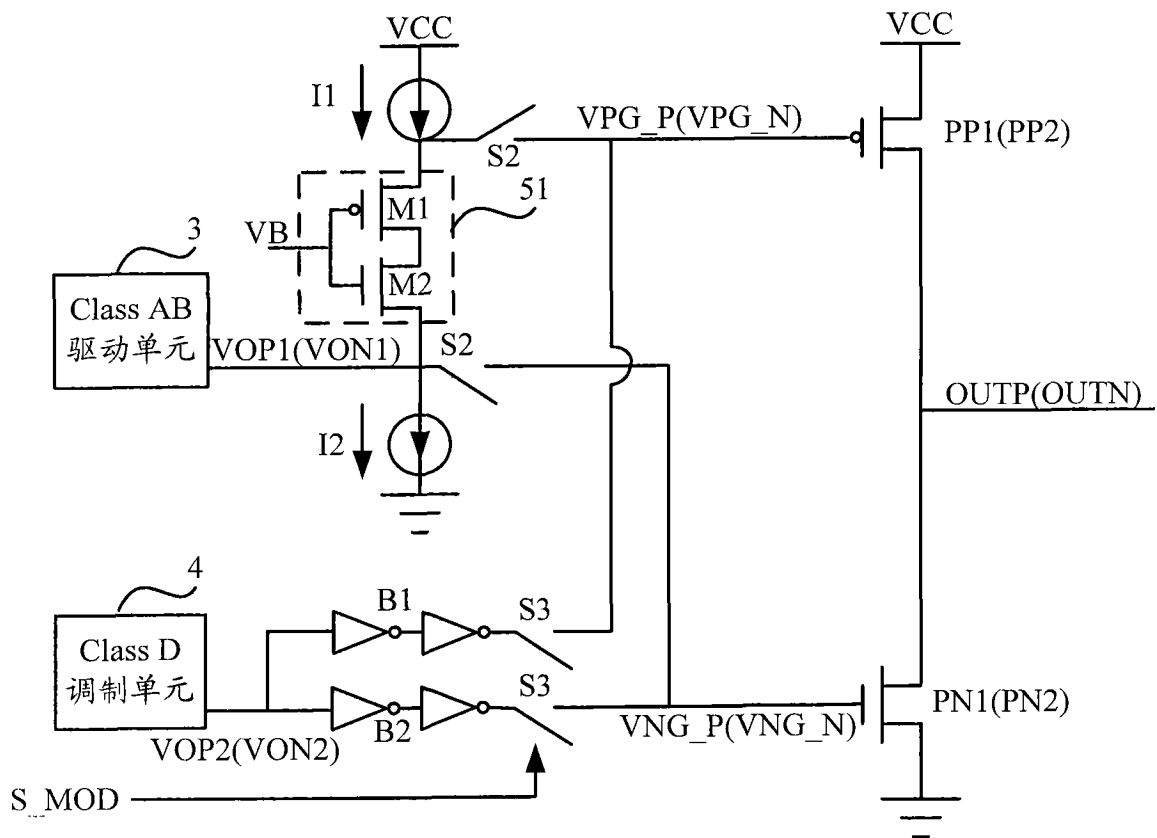 VCC
VCC
I1
S2
VPG_P(VPG_N)
PP1(PP2)
51
M1
VB
M2
3
Class AB
驱动单元
VOP1(VON1)
S2
OUTP(OUTN)
I2
4
B1
S3
Class D
调制单元
S3
B2
VOP2(VON2)
VNG_P(VNG_N)
PN1(PN2)
S_MOD